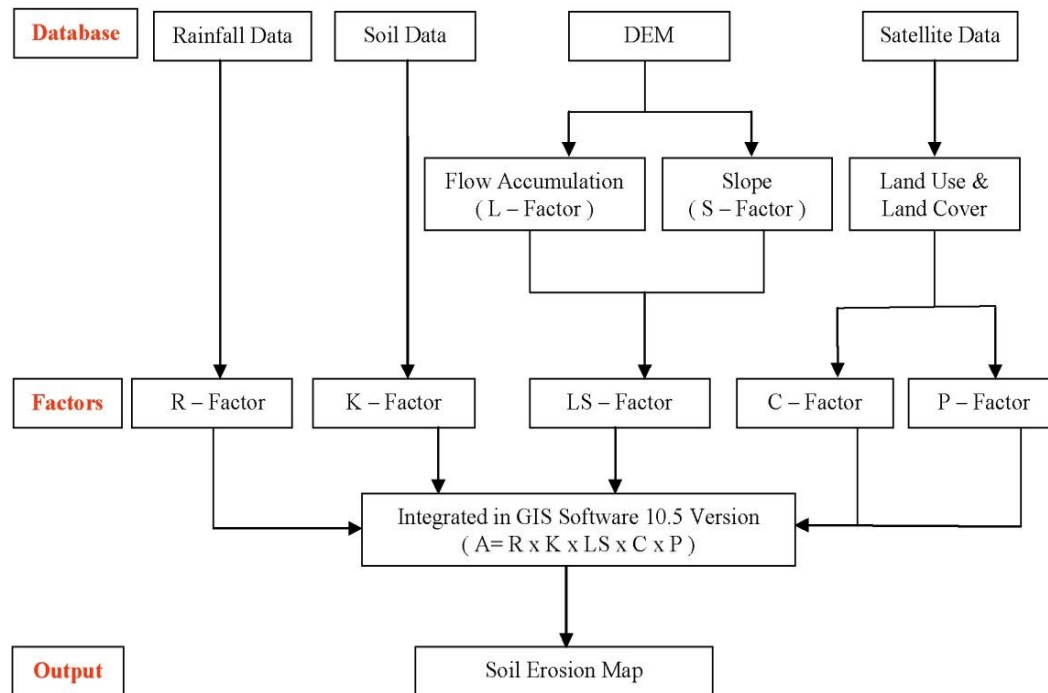 Database
Rainfall Data
Soil Data
DEM
Satellite Data
Flow Accumulation
( L – Factor )
Slope
( S – Factor )
Land Use &
Land Cover
Factors
R – Factor
K – Factor
LS – Factor
C – Factor
P – Factor
Integrated in GIS Software 10.5 Version
( A= R x K x LS x C x P )
Output
Soil Erosion Map